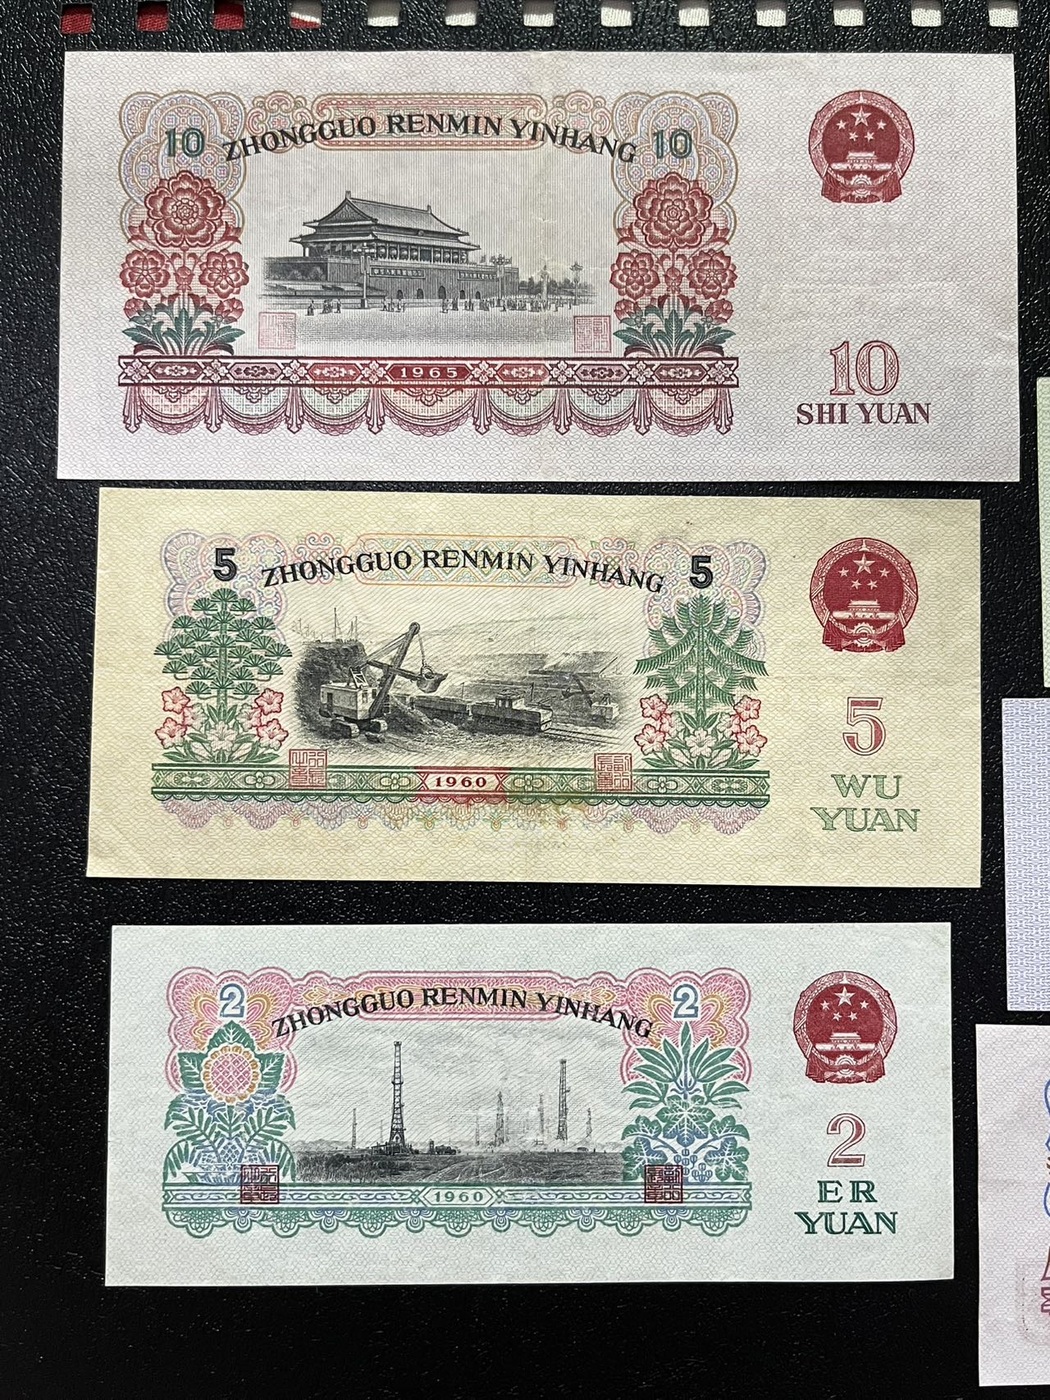 10 ZHONGGUO RENMIN YINHANG 10
1965
10
SHI YUAN
5 ZHONGGUO RENMIN YINHANG 5
1960
5
WU
YUAN
2 ZHONGGUO RENMIN YINHANG 2
1960
2
ER
YUAN